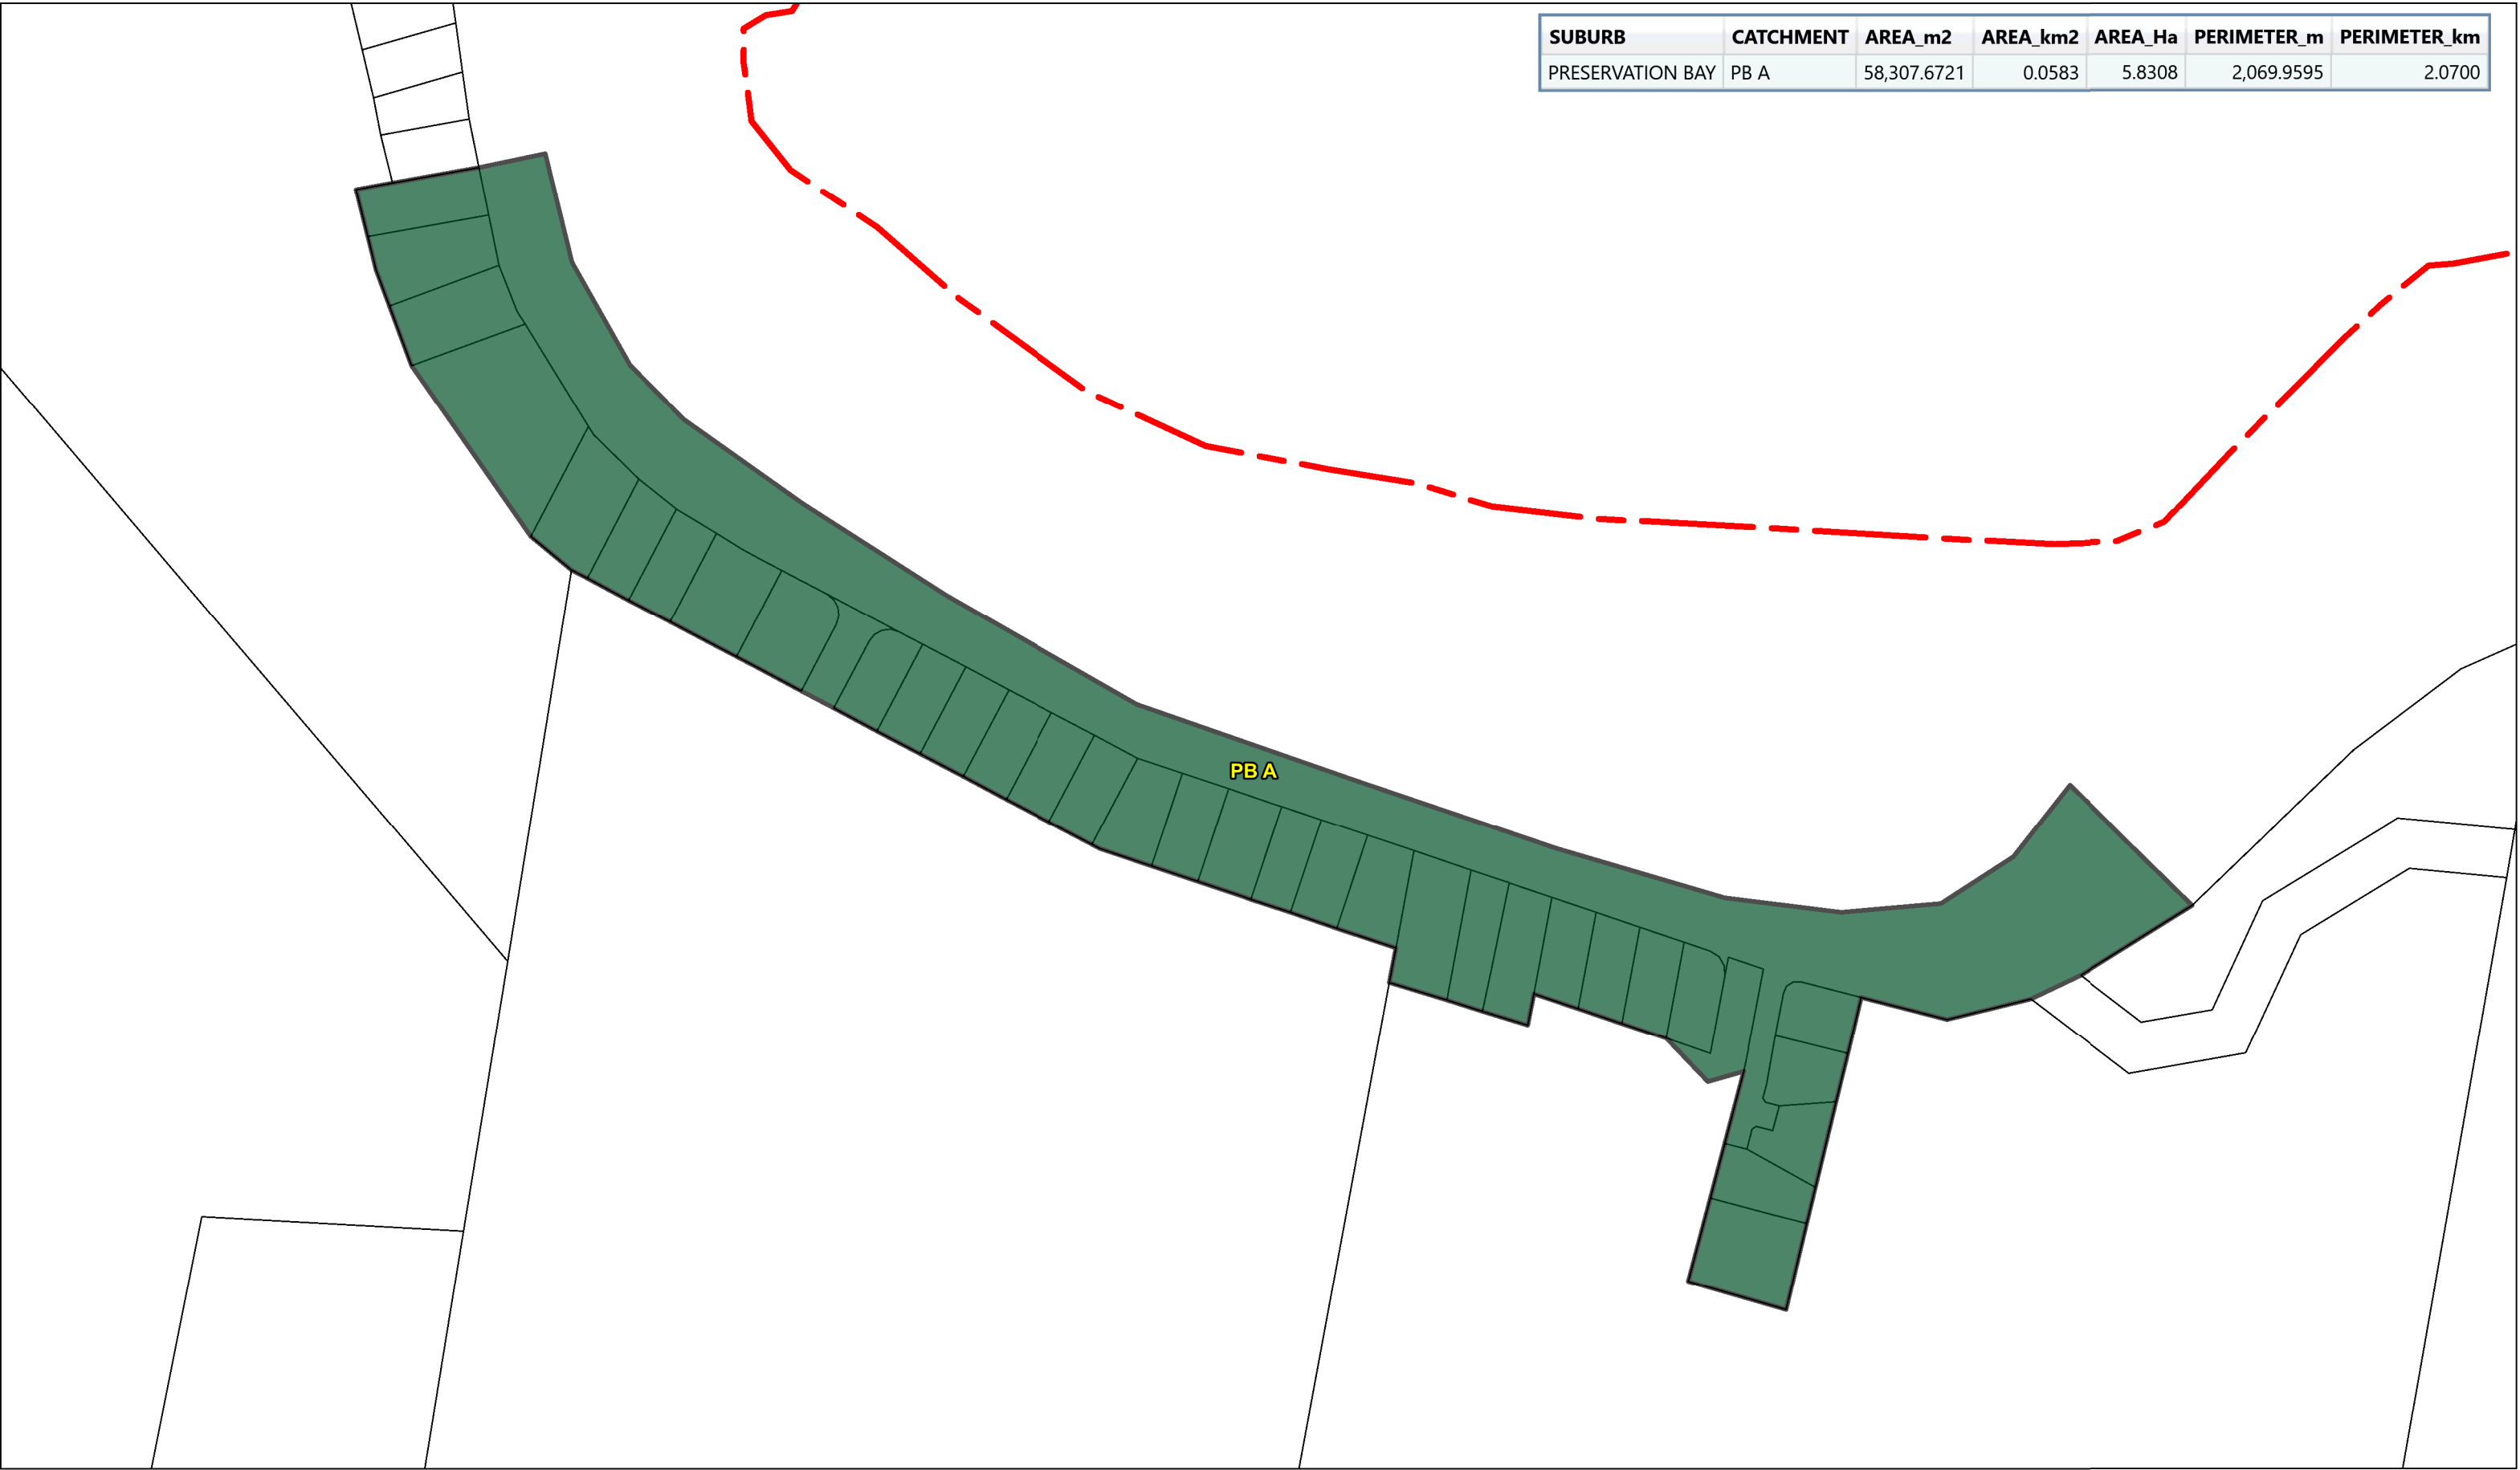 SUBURB CATCHMENT AREA_m2 AREA_km2 AREA_Ha PERIMETER_m PERIMETER_km
PRESERVATION BAY PB A 58,307.6721 0.0583 5.8308 2,069.9595 2.0700
PB A